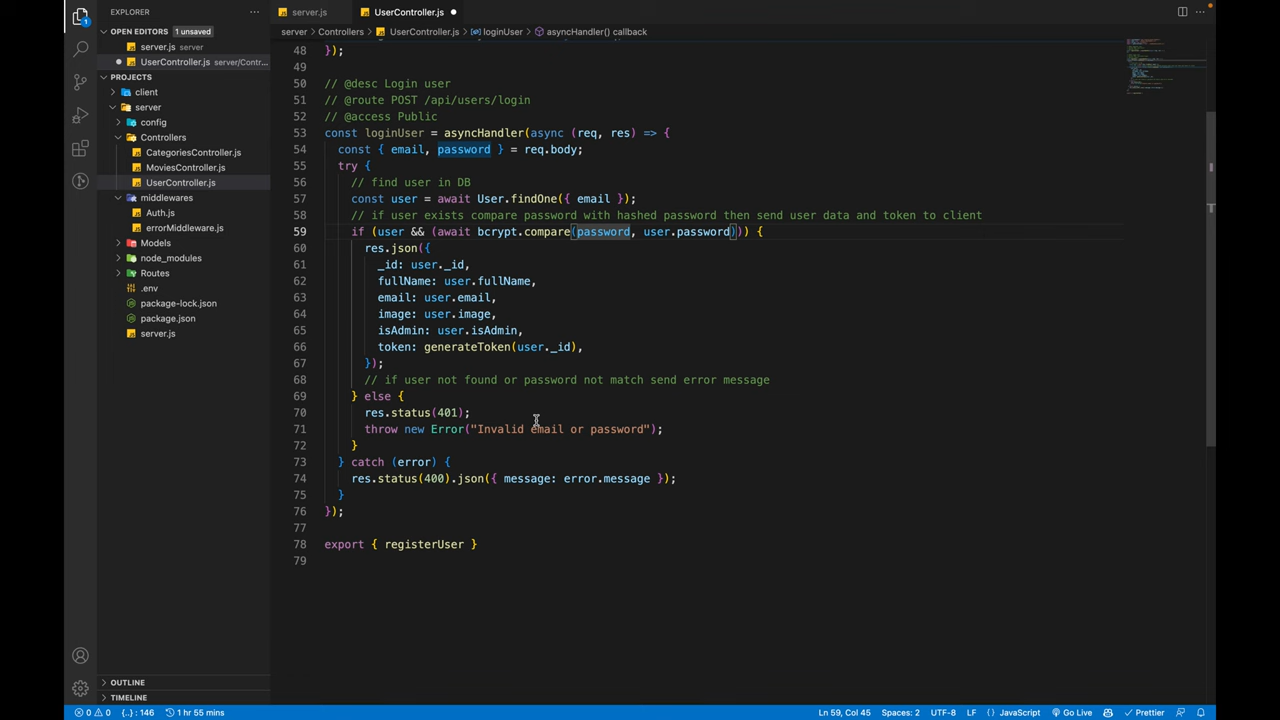 EXPLORER
OPEN EDITORS 1 unsaved
server.js server
UserController.js server/Contr...
PROJECTS
client
server
config
Controllers
CategoriesController.js
MoviesController.js
UserController.js
middlewares
Auth.js
errorMiddleware.js
Models
node_modules
Routes
.env
package-lock.json
package.json
server.js
OUTLINE
TIMELINE
1
server.js UserController.js
server > Controllers > UserController.js > loginUser > asyncHandler() callback
48 });
49
50 // @desc Login user
51 // @route POST /api/users/login
52 // @access Public
53 const loginUser = asyncHandler(async (req, res) => {
54 const { email, password } = req.body;
55 try {
56 // find user in DB
57 const user = await User.findOne({ email });
58 // if user exists compare password with hashed password then send user data and token to client
59 if (user && (await bcrypt.compare(password, user.password))) {
60 res.json({
61 _id: user._id,
62 fullName: user.fullName,
63 email: user.email,
64 image: user.image,
65 isAdmin: user.isAdmin,
66 token: generateToken(user._id),
67 });
68 // if user not found or password not match send error message
69 } else {
70 res.status(401);
71 throw new Error("Invalid email or password");
72 }
73 } catch (error) {
74 res.status(400).json({ message: error.message });
75 }
76 });
77
78 export { registerUser }
79
0 0 {..} : 146 1 hr 55 mins Ln 59, Col 45 Spaces: 2 UTF-8 LF {} JavaScript Go Live Prettier